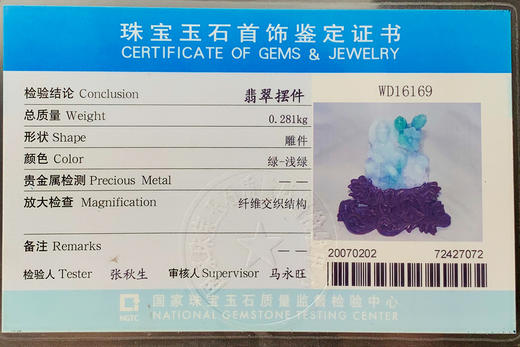 珠宝玉石首饰鉴定证书
CERTIFICATE OF GEMS & JEWELRY
检验结论 Conclusion 翡翠摆件
总质量 Weight 0.281kg
形状 Shape 雕件
颜色 Color 绿-浅绿
贵金属检测 Precious Metal — —
放大检查 Magnification 纤维交织结构
备注 Remarks — —
检验人 Tester 张秋生 审核人 Supervisor 马永旺
WD16169
20070202 72427072
NGTC
国家珠宝玉石质量监督检验中心
NATIONAL GEMSTONE TESTING CENTER